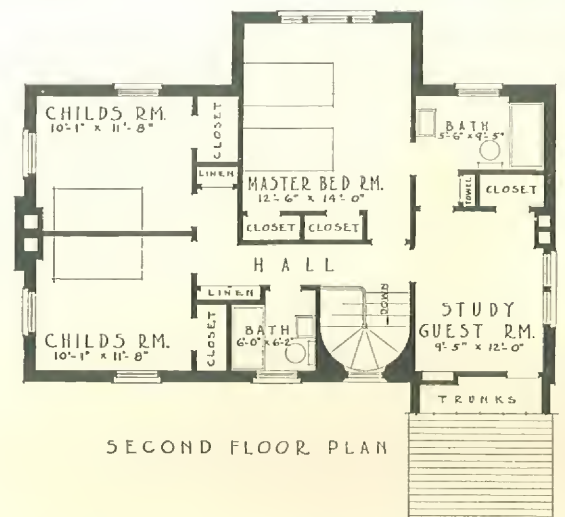 CHILDS RM.
10'-1" x 11'-8"
CLOSET
LINEN
MASTER BED RM.
12'-6" x 14'-0"
CLOSET
CLOSET
BATH
5'-6" x 9'-5"
TOWEL
CLOSET
HALL
LINEN
DOWN
CHILDS RM.
10'-1" x 11'-8"
CLOSET
BATH
6'-0" x 6'-2"
STUDY
GUEST RM.
9'-5" x 12'-0"
TRUNKS
SECOND FLOOR PLAN